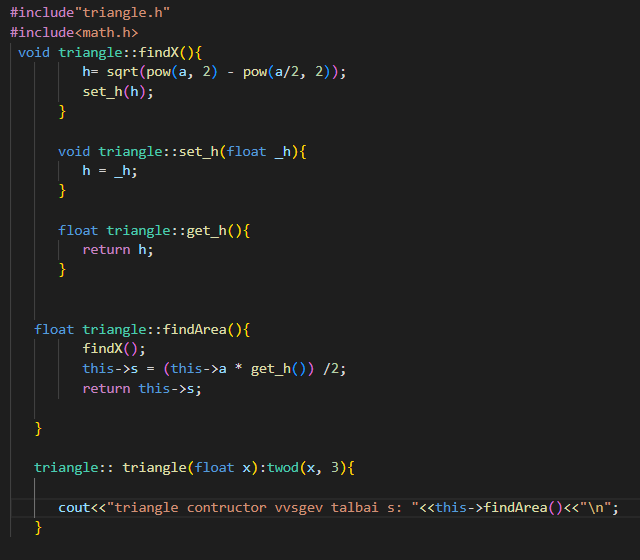 #include"triangle.h"
#include<math.h>
void triangle::findX(){
h= sqrt(pow(a, 2) - pow(a/2, 2));
set_h(h);
}
void triangle::set_h(float _h){
h = _h;
}
float triangle::get_h(){
return h;
}
float triangle::findArea(){
findX();
this->s = (this->a * get_h()) /2;
return this->s;
}
triangle:: triangle(float x):twod(x, 3){
cout<<"triangle contructor vvsgev talbai s: "<<this->findArea()<<"\n";
}